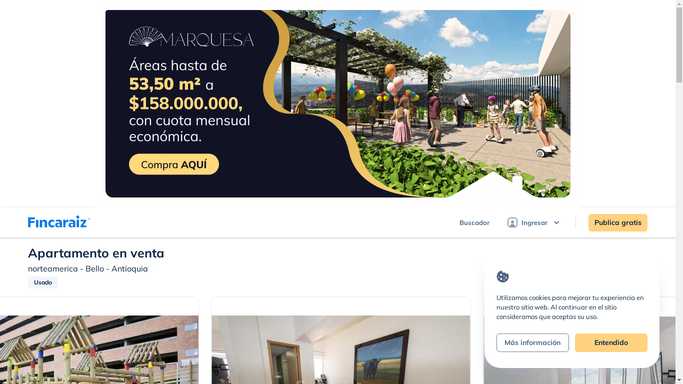 MARQUESA
Áreas hasta de
53,50 m² a
$158.000.000,
con cuota mensual
económica.
Compra AQUÍ
Fincaraiz
Buscador
Ingresar
Publica gratis
Apartamento en venta
norteamerica - Bello - Antioquia
Usado
Utilizamos cookies para mejorar tu experiencia en
nuestro sitio web. Al continuar en el sitio
consideramos que aceptas su uso.
Más información
Entendido